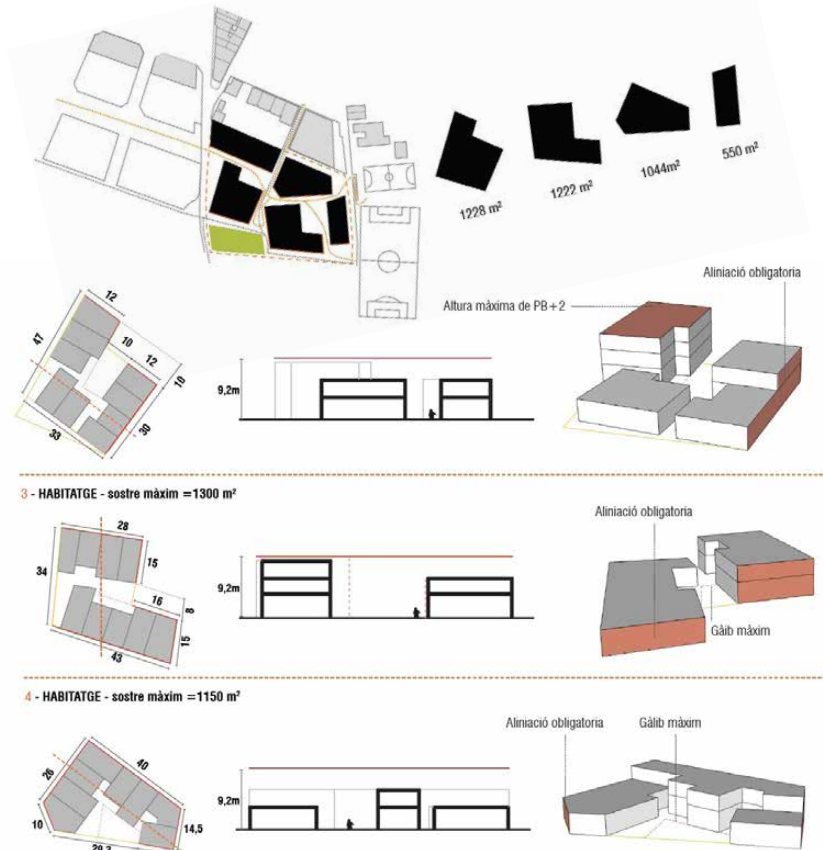 1228 m²
1222 m²
1044m²
550 m²
Aliniació obligatoria
Altura màxima de PB+2
12
47
10
12
10
33
30
9,2m
3 - HABITATGE - sostre màxim =1300 m²
Aliniació obligatoria
28
34
15
16
8
15
43
9,2m
Gàib màxim
4 - HABITATGE - sostre màxim =1150 m²
Aliniació obligatoria
Gàlib màxim
26
40
10
14,5
9,2m